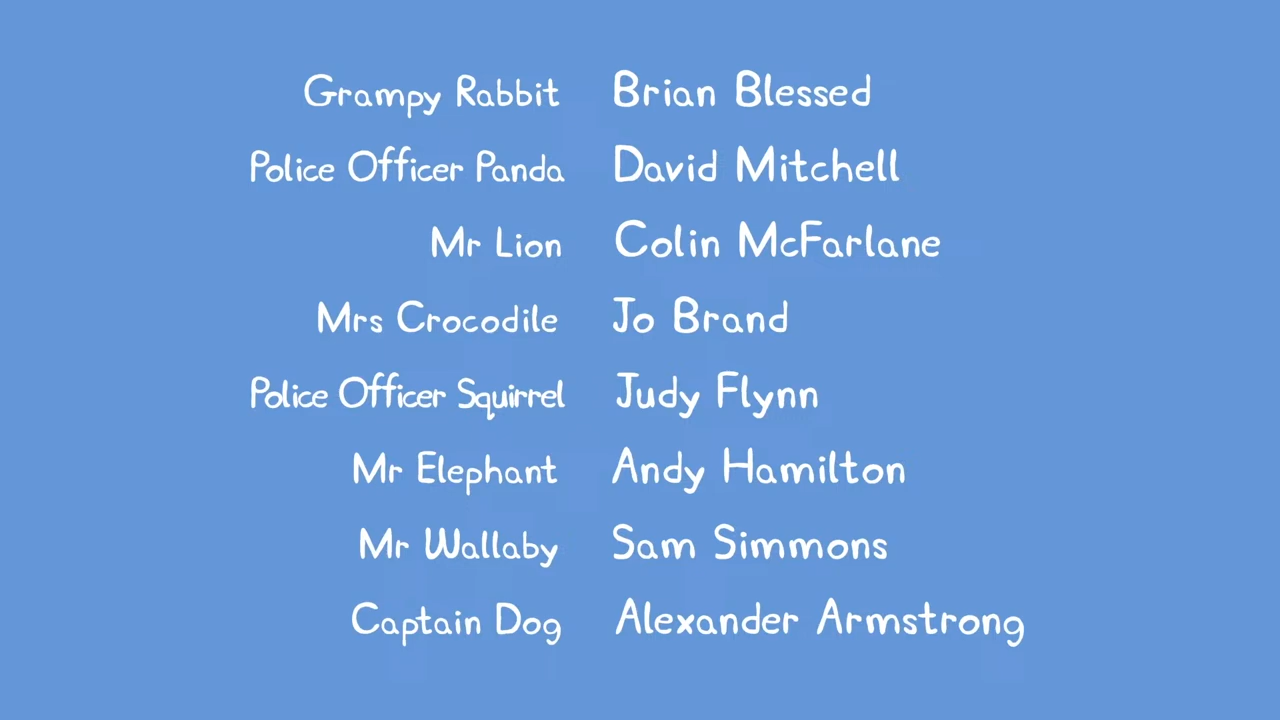 Grampy Rabbit Brian Blessed
Police Officer Panda David Mitchell
Mr Lion Colin McFarlane
Mrs Crocodile Jo Brand
Police Officer Squirrel Judy Flynn
Mr Elephant Andy Hamilton
Mr Wallaby Sam Simmons
Captain Dog Alexander Armstrong